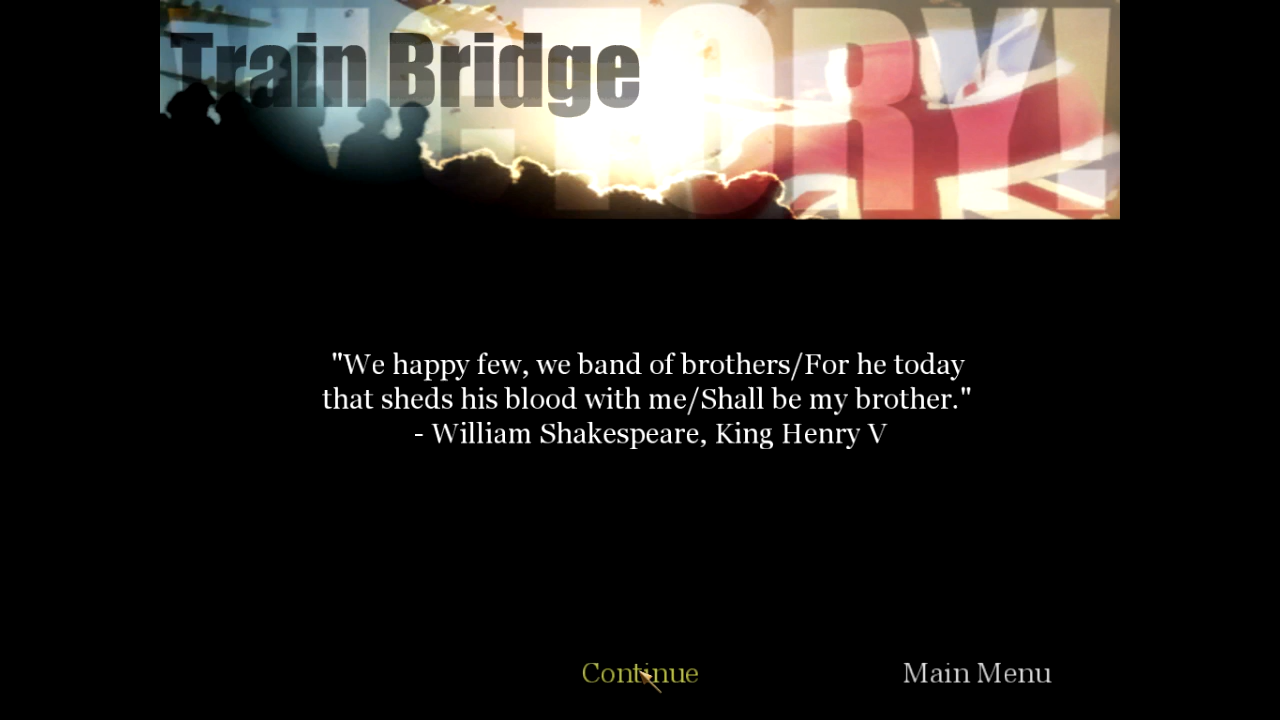 VICTORY!
Train Bridge
"We happy few, we band of brothers/For he today
that sheds his blood with me/Shall be my brother."
- William Shakespeare, King Henry V
Continue
Main Menu